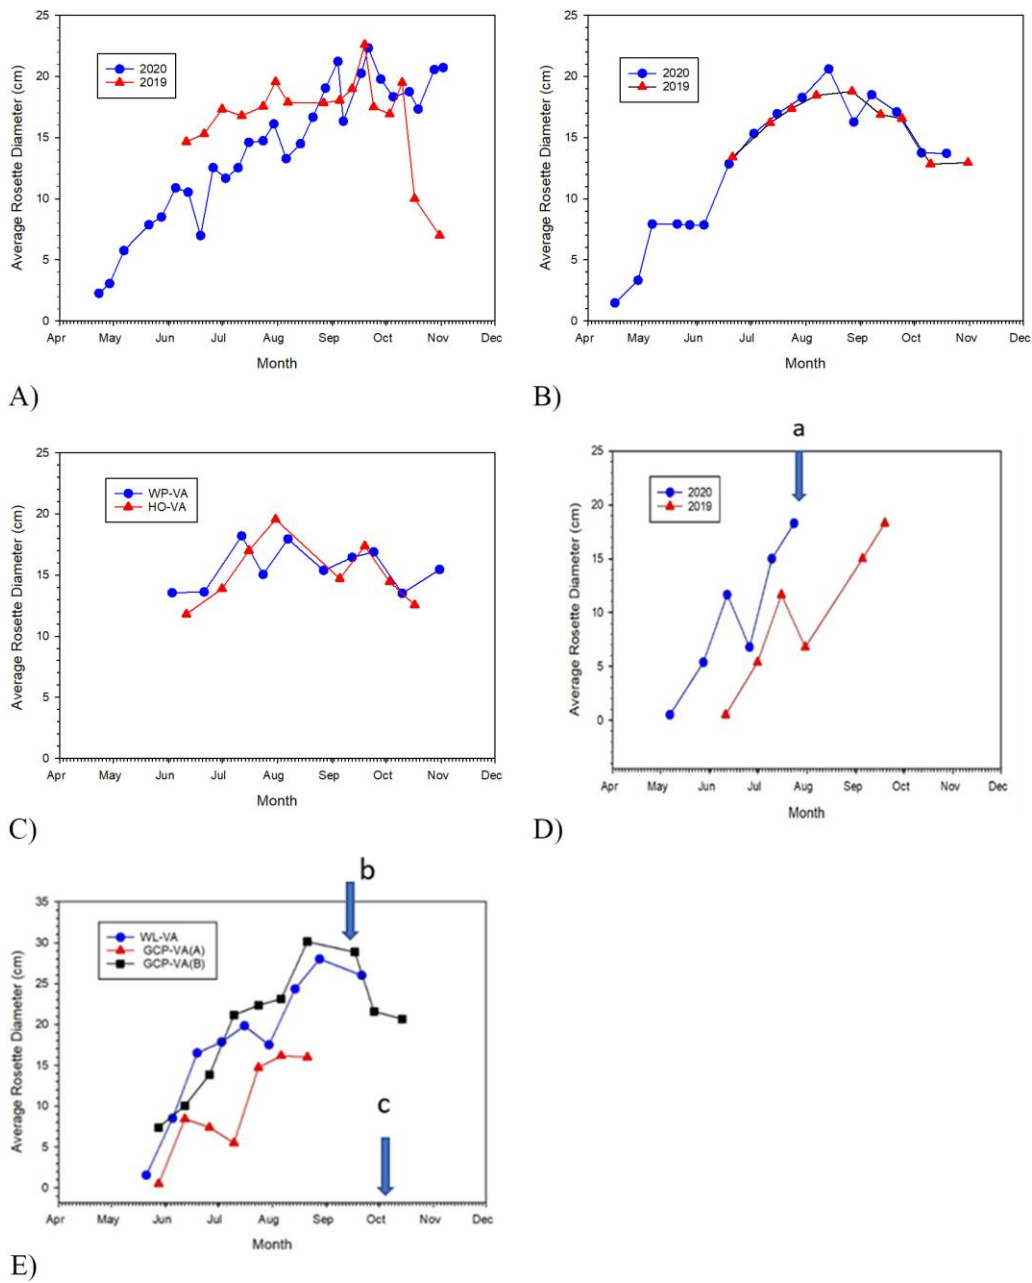 25
20
15
10
5
0
Average Rosette Diameter (cm)
2020
2019
Apr May Jun Jul Aug Sep Oct Nov Dec
Month
A)
25
20
15
10
5
0
Average Rosette Diameter (cm)
2020
2019
Apr May Jun Jul Aug Sep Oct Nov Dec
Month
B)
25
20
15
10
5
0
Average Rosette Diameter (cm)
WP-VA
HO-VA
Apr May Jun Jul Aug Sep Oct Nov Dec
Month
C)
a
25
20
15
10
5
0
Average Rosette Diameter (cm)
2020
2019
Apr May Jun Jul Aug Sep Oct Nov Dec
Month
D)
b
35
30
25
20
15
10
5
0
Average Rosette Diameter (cm)
WL-VA
GCP-VA(A)
GCP-VA(B)
c
Apr May Jun Jul Aug Sep Oct Nov Dec
Month
E)